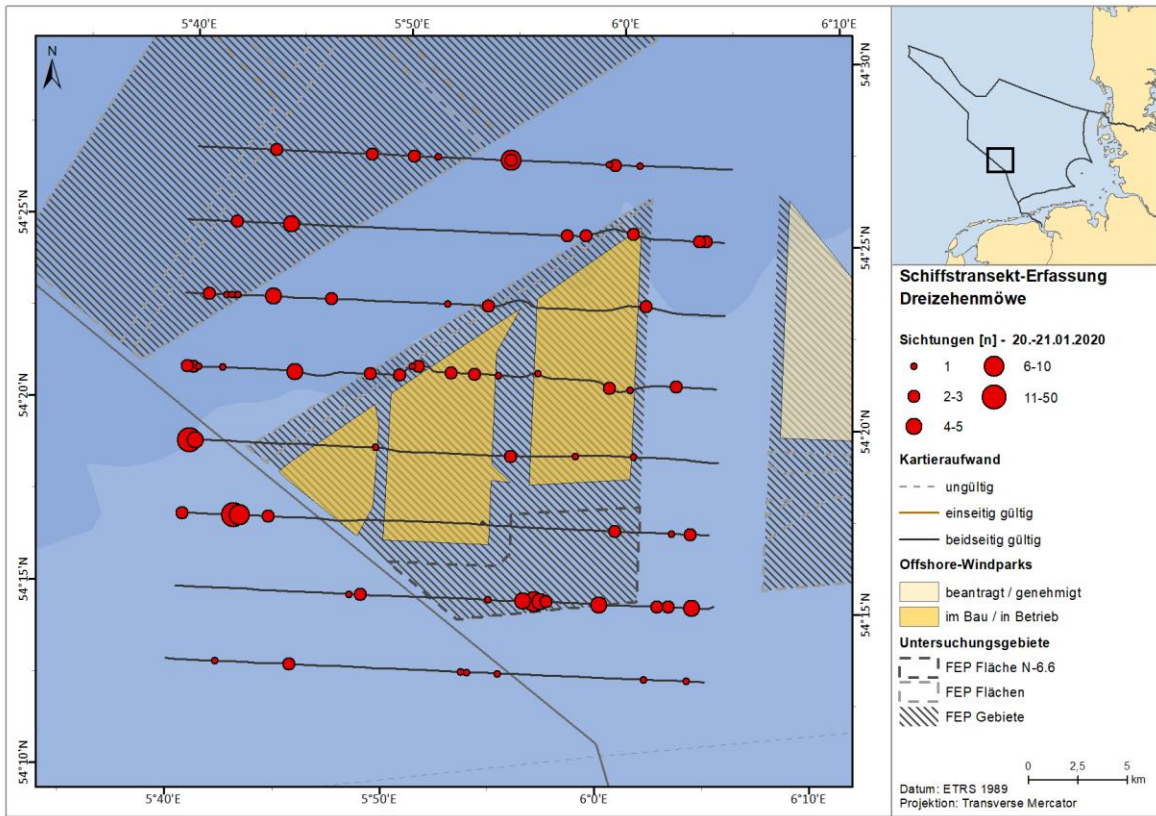 5°40'E 5°50'E 6°0'E 6°10'E
N
54°30'N
54°25'N
54°25'N
54°20'N
54°20'N
54°15'N
54°15'N
54°10'N
5°40'E 5°50'E 6°0'E 6°10'E
Schiffstransekt-Erfassung
Dreizehenmöwe
Sichtungen [n] - 20.-21.01.2020
1 6-10
2-3 11-50
4-5
Kartieraufwand
ungültig
einseitig gültig
beidseitig gültig
Offshore-Windparks
beantragt / genehmigt
im Bau / in Betrieb
Untersuchungsgebiete
FEP Fläche N-6.6
FEP Flächen
FEP Gebiete
0 2,5 5
km
Datum: ETRS 1989
Projektion: Transverse Mercator